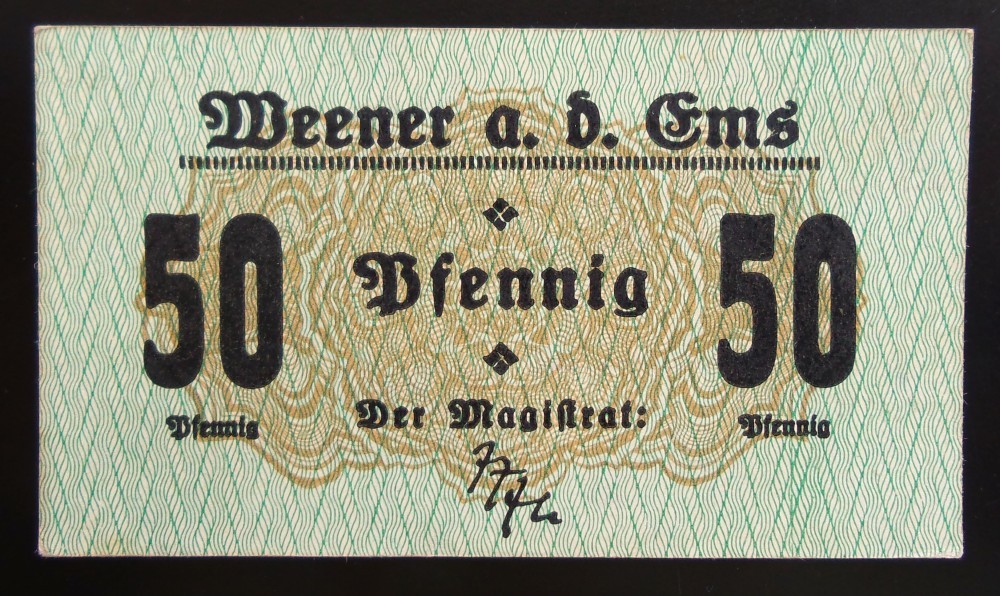 Weener a. d. Ems
50 Pfennig 50
Pfennig Der Magistrat: Pfennig